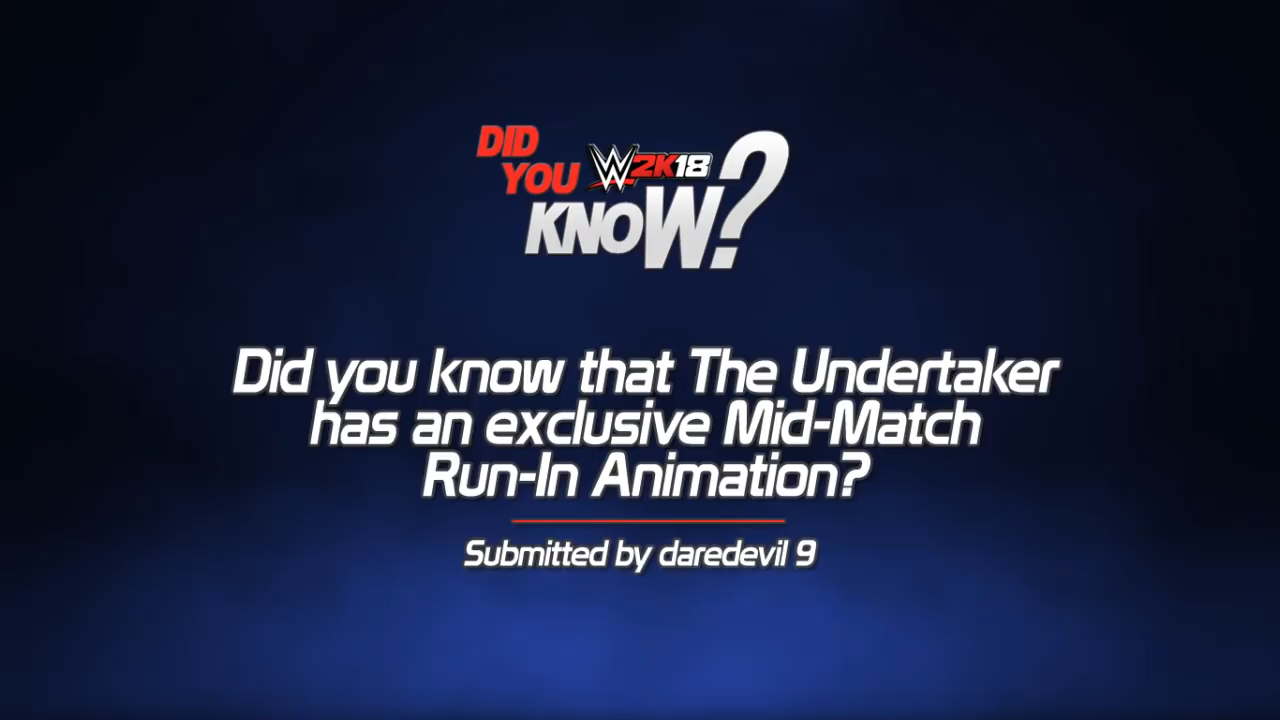 DID
YOU W 2K18
KNOW?
Did you know that The Undertaker
has an exclusive Mid-Match
Run-In Animation?
Submitted by daredevil 9